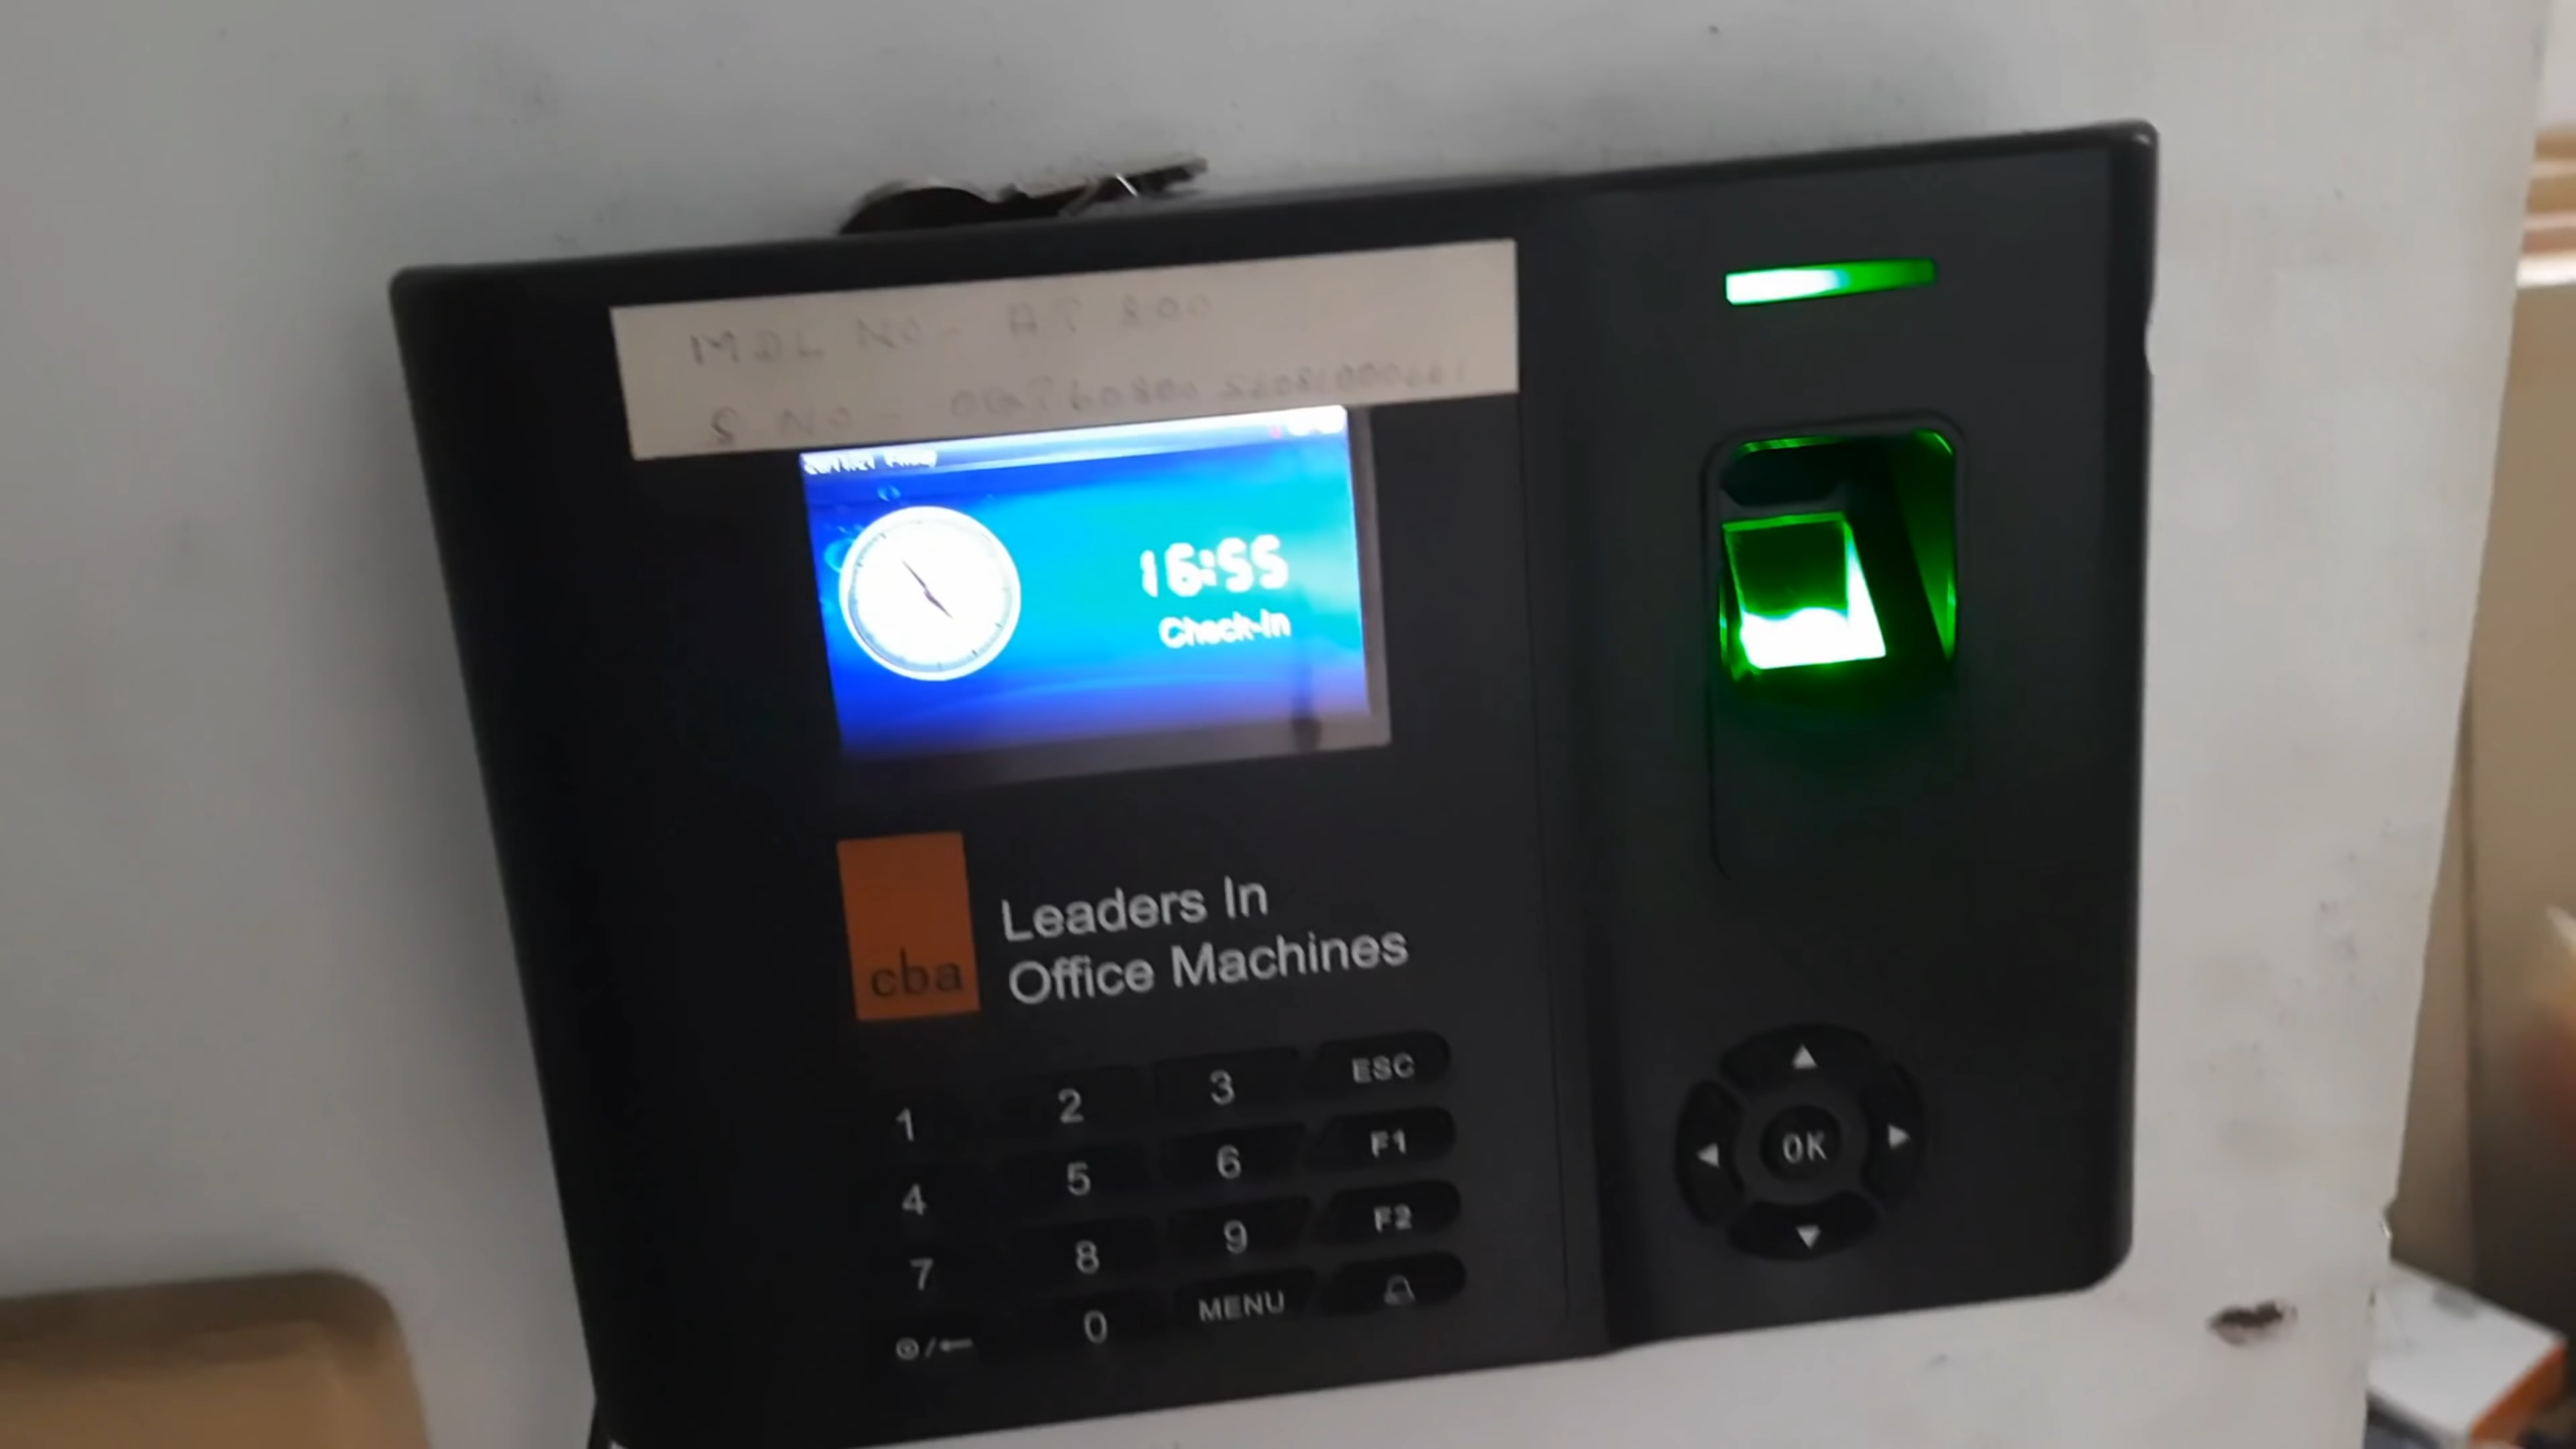 MDL NO - AT 800
S NO -
16:55
Check-In
cba
Leaders In
Office Machines
1 2 3 ESC
4 5 6 F1
7 8 9 F2
0 MENU
OK